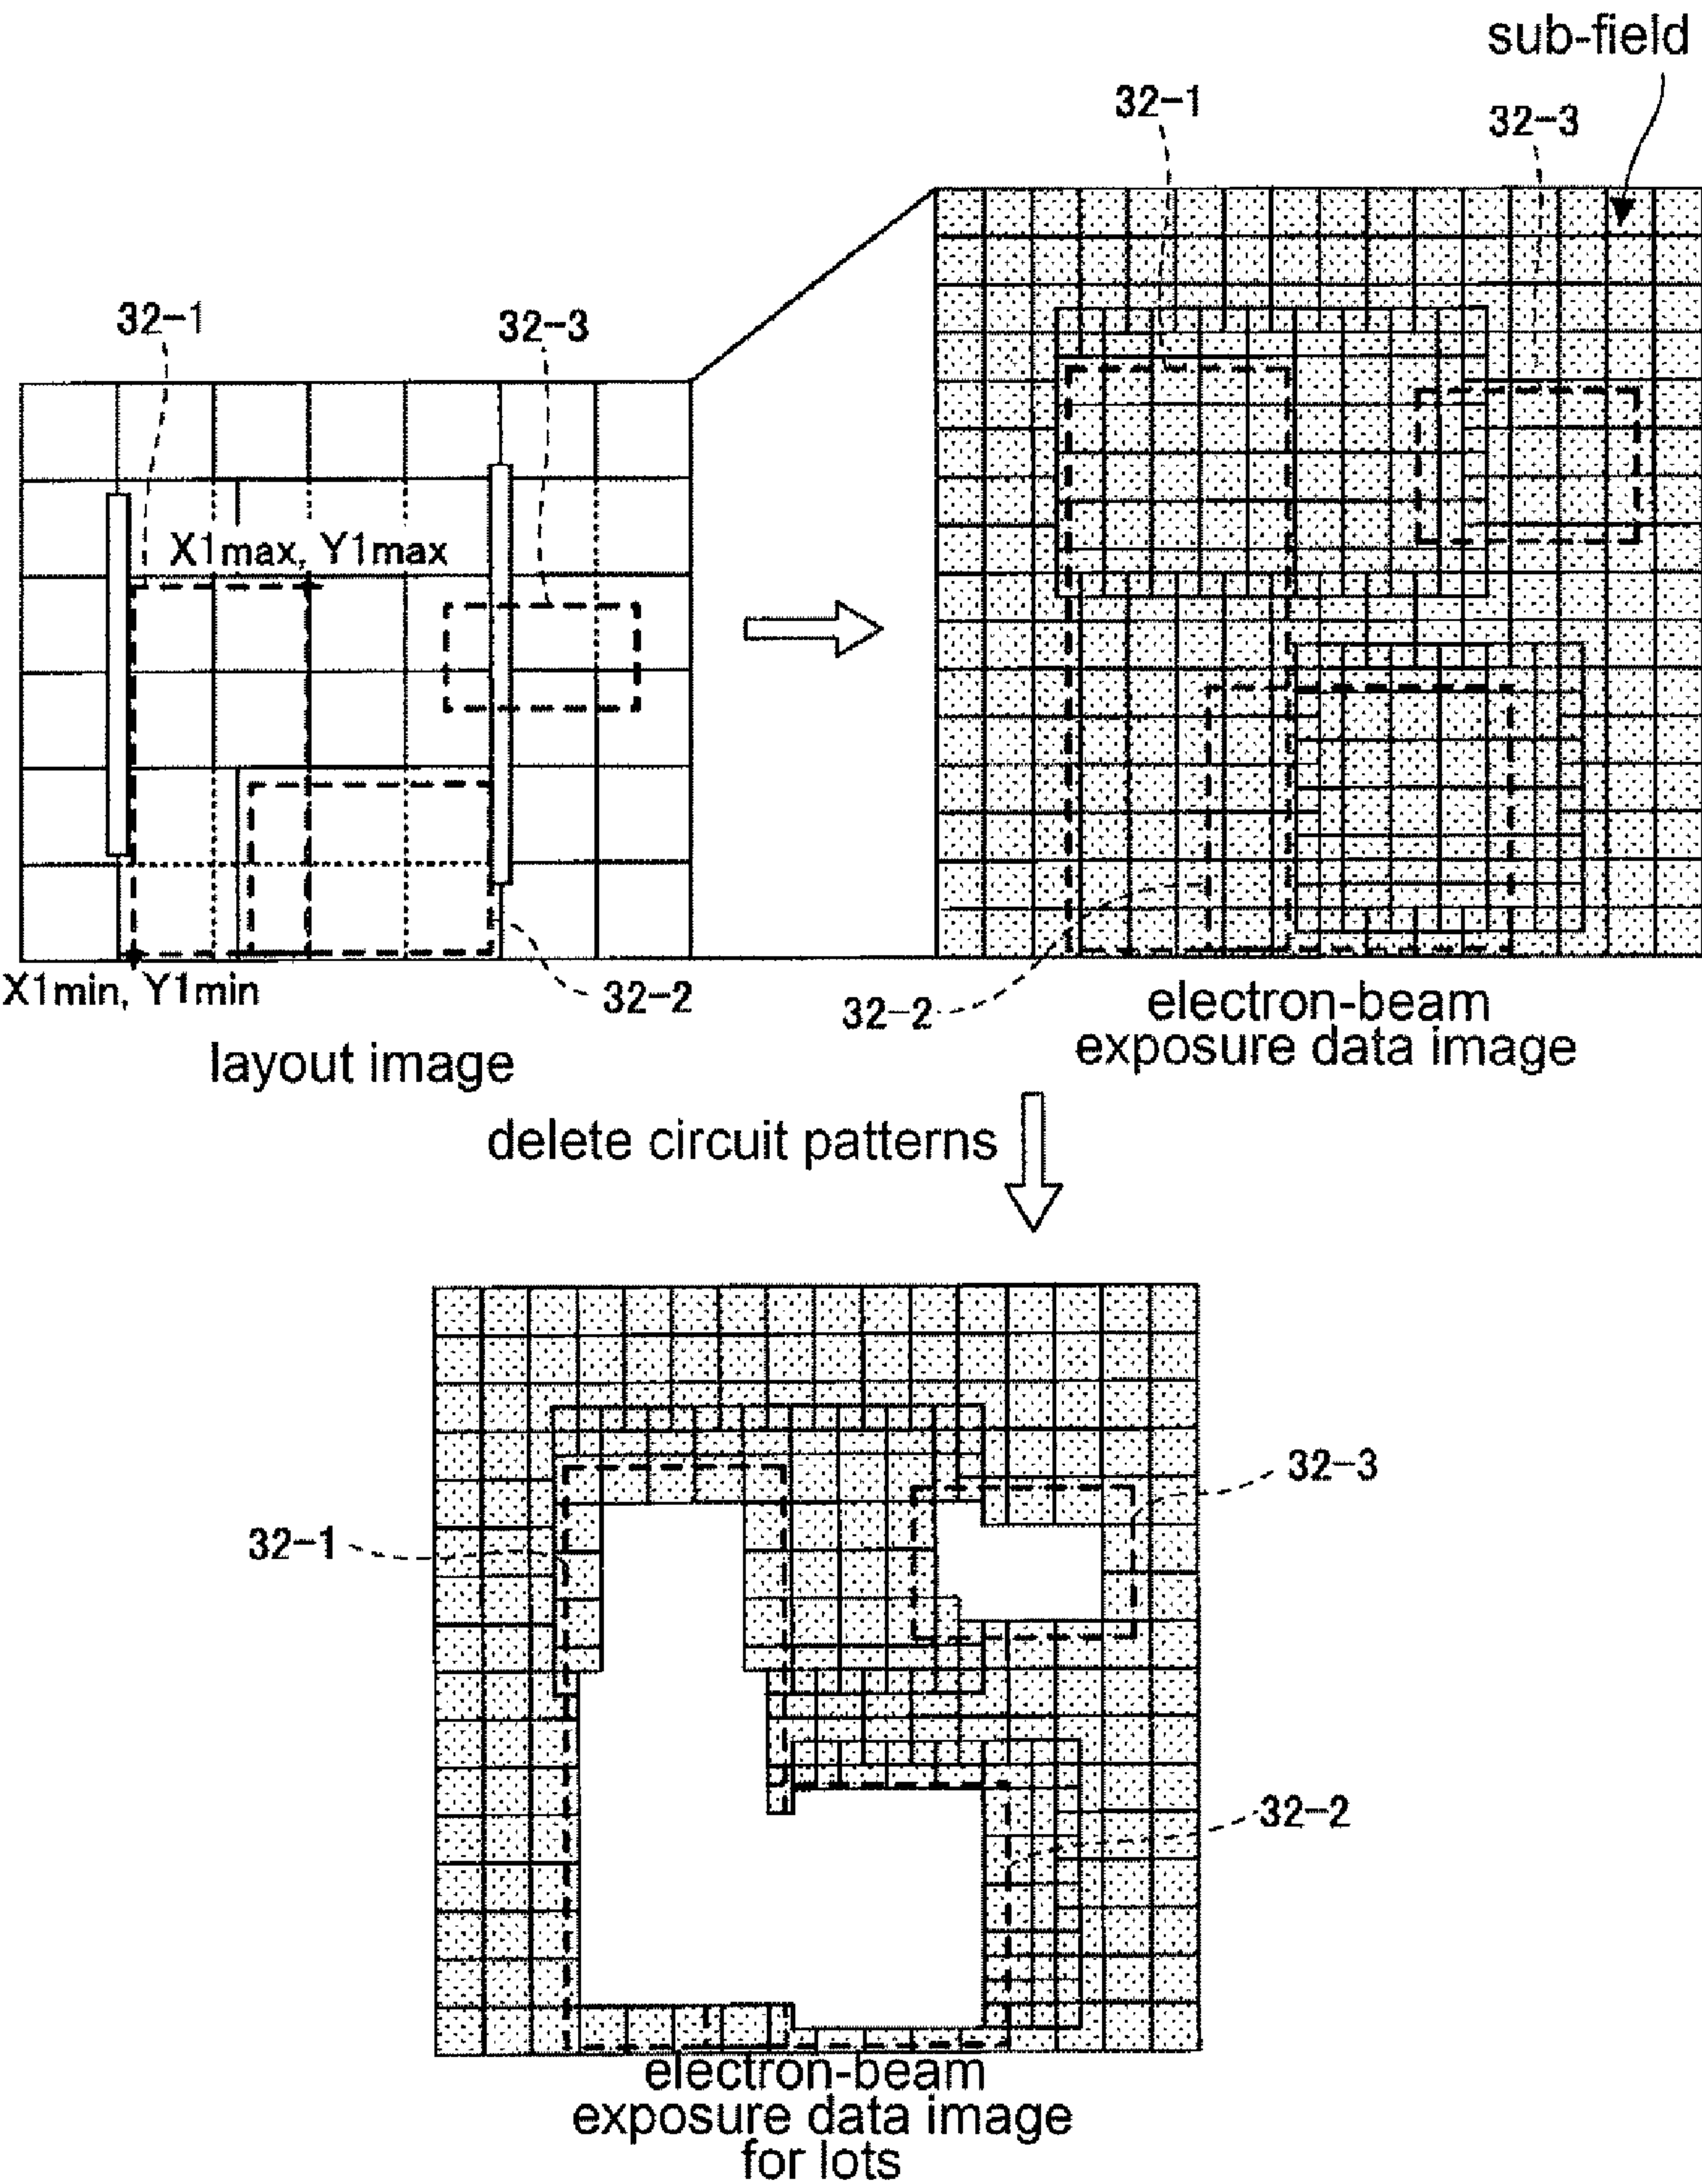 sub-field
32-1
32-3
32-1
32-3
X1max, Y1max
X1min, Y1min
32-2
32-2
layout image
electron-beam
exposure data image
delete circuit patterns
32-3
32-1
32-2
electron-beam
exposure data image
for lots